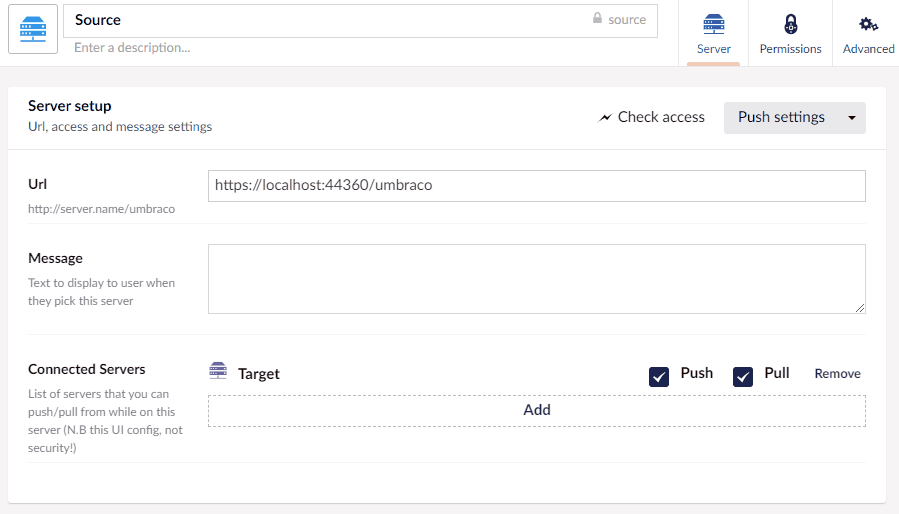 Source
source
Enter a description...
Server
Permissions
Advanced
Server setup
Url, access and message settings
Check access
Push settings
Url
http://server.name/umbraco
https://localhost:44360/umbraco
Message
Text to display to user when
they pick this server
Connected Servers
List of servers that you can
push/pull from while on this
server (N.B this UI config, not
security!)
Target
Push
Pull
Remove
Add